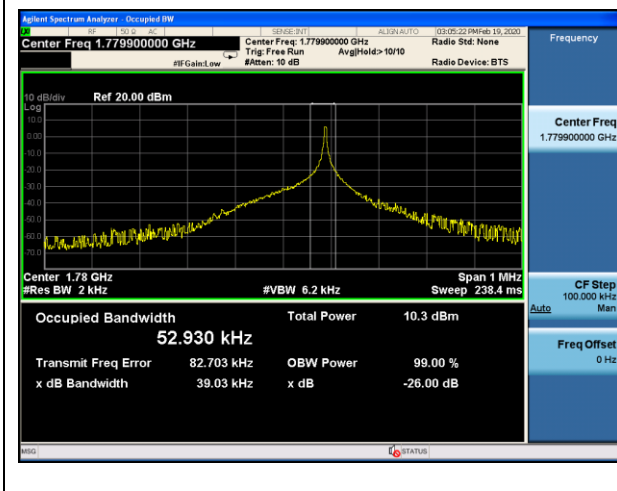 Agilent Spectrum Analyzer - Occupied BW
RF 50 Ω AC SENSE:INT ALIGN AUTO 03:05:22 PM Feb 19, 2020
Center Freq 1.779900000 GHz Center Freq: 1.779900000 GHz Radio Std: None Frequency
Trig: Free Run Avg|Hold:>10/10
#IFGain:Low #Atten: 10 dB Radio Device: BTS
10 dB/div Ref 20.00 dBm
Log
10.0
0.00
-10.0
-20.0
-30.0
-40.0
-50.0
-60.0
-70.0
Center Freq
1.779900000 GHz
Center 1.78 GHz Span 1 MHz
#Res BW 2 kHz #VBW 6.2 kHz Sweep 238.4 ms
CF Step
100.000 kHz
Auto Man
Occupied Bandwidth Total Power 10.3 dBm
52.930 kHz
Freq Offset
0 Hz
Transmit Freq Error 82.703 kHz OBW Power 99.00 %
x dB Bandwidth 39.03 kHz x dB -26.00 dB
MSG STATUS